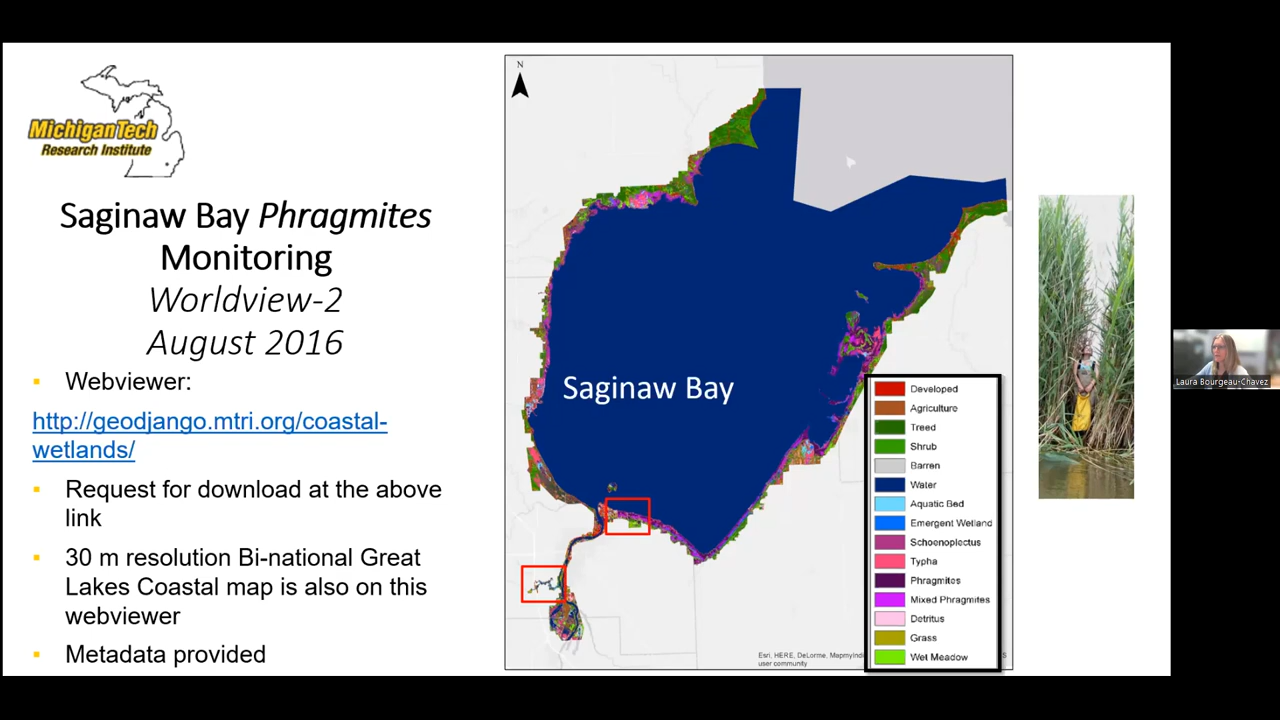 MichiganTech
Research Institute
Saginaw Bay Phragmites
Monitoring
Worldview-2
August 2016
▪ Webviewer:
http://geodjango.mtri.org/coastal-
wetlands/
▪ Request for download at the above
link
▪ 30 m resolution Bi-national Great
Lakes Coastal map is also on this
webviewer
▪ Metadata provided
N
Saginaw Bay
Developed
Agriculture
Treed
Shrub
Barren
Water
Aquatic Bed
Emergent Wetland
Schoenoplectus
Typha
Phragmites
Mixed Phragmites
Detritus
Grass
Wet Meadow
Esri, HERE, DeLorme,
user community
Laura Bourgeau-Chavez